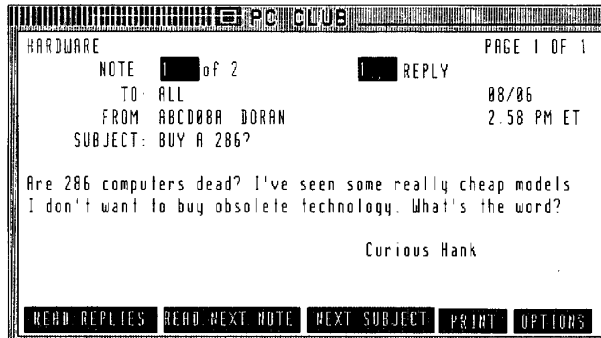 PC CLUB
HARDWARE PAGE 1 OF 1
NOTE 1 of 2 1 REPLY
TO: ALL 08/06
FROM ABCD08A DORAN 2.58 PM ET
SUBJECT: BUY A 286?
Are 286 computers dead? I've seen some really cheap models
I don't want to buy obsolete technology. What's the word?
Curious Hank
READ REPLIES READ NEXT NOTE NEXT SUBJECT PRINT OPTIONS